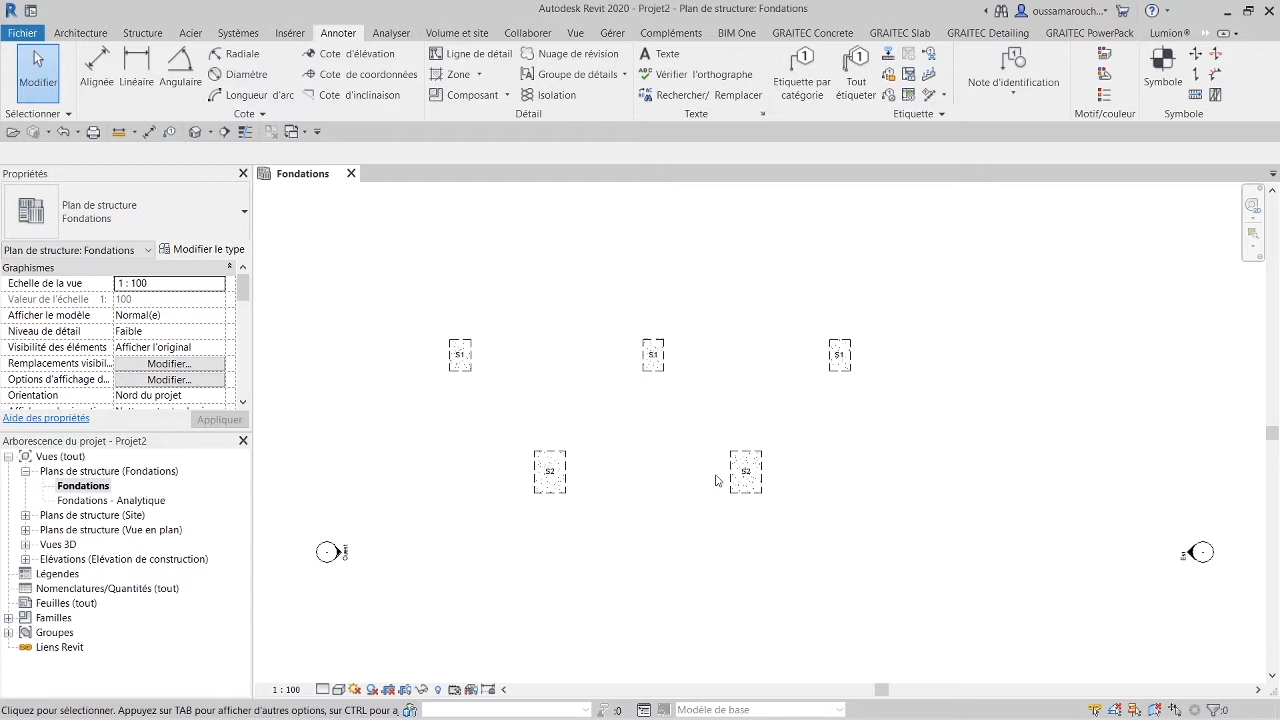 Autodesk Revit 2020 - Projet2 - Plan de structure: Fondations
oussamarouch...
Fichier Architecture Structure Acier Systèmes Insérer Annoter Analyser Volume et site Collaborer Vue Gérer Compléments BIM One GRAITEC Concrete GRAITEC Slab GRAITEC Detailing GRAITEC PowerPack Lumion®
Modifier
Alignée Linéaire Angulaire
Radiale
Diamètre
Longueur d'arc
Cote d'élévation
Cote de coordonnées
Cote d'inclinaison
Ligne de détail
Zone
Composant
Nuage de révision
Groupe de détails
Isolation
Texte
Vérifier l'orthographe
Rechercher/ Remplacer
Etiquette par
catégorie
Tout
étiqueter
Note d'identification
Symbole
Sélectionner Cote Détail Texte Etiquette Motif/couleur Symbole
Propriétés
Fondations
Plan de structure
Fondations
Plan de structure: Fondations
Modifier le type
Graphismes
Echelle de la vue 1 : 100
Valeur de l'échelle 1: 100
Afficher le modèle Normal(e)
Niveau de détail Faible
Visibilité des éléments Afficher l'original
Remplacements visibil... Modifier...
Options d'affichage d... Modifier...
Orientation Nord du projet
Aide des propriétés Appliquer
Arborescence du projet - Projet2
Vues (tout)
Plans de structure (Fondations)
Fondations
Fondations - Analytique
Plans de structure (Site)
Plans de structure (Vue en plan)
Vues 3D
Elévations (Elévation de construction)
Légendes
Nomenclatures/Quantités (tout)
Feuilles (tout)
Familles
Groupes
Liens Revit
S1 S1 S1
S2 S2
Ouest
Est
1 : 100
Cliquez pour sélectionner. Appuyez sur TAB pour afficher d'autres options, sur CTRL pour a
:0
Modèle de base
:0